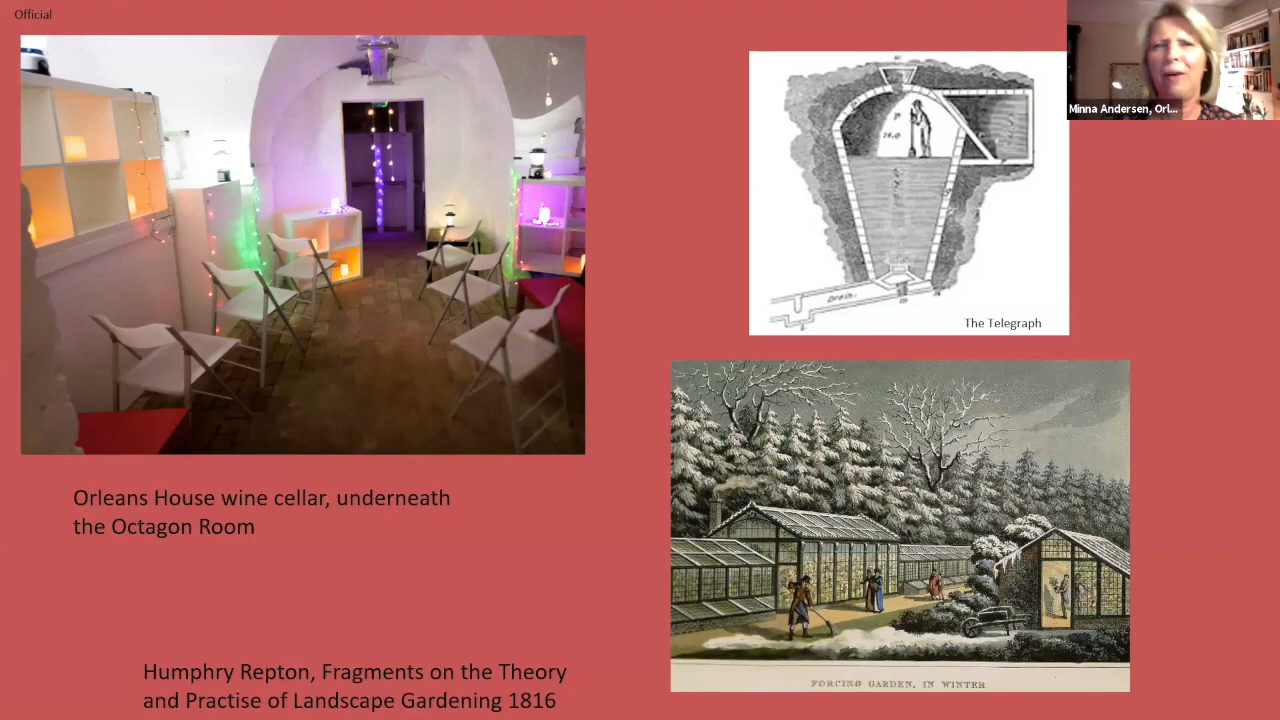 Official
Minna Andersen, Orl...
Drain.
The Telegraph
Orleans House wine cellar, underneath
the Octagon Room
FORCING GARDEN, IN WINTER
Humphry Repton, Fragments on the Theory
and Practise of Landscape Gardening 1816